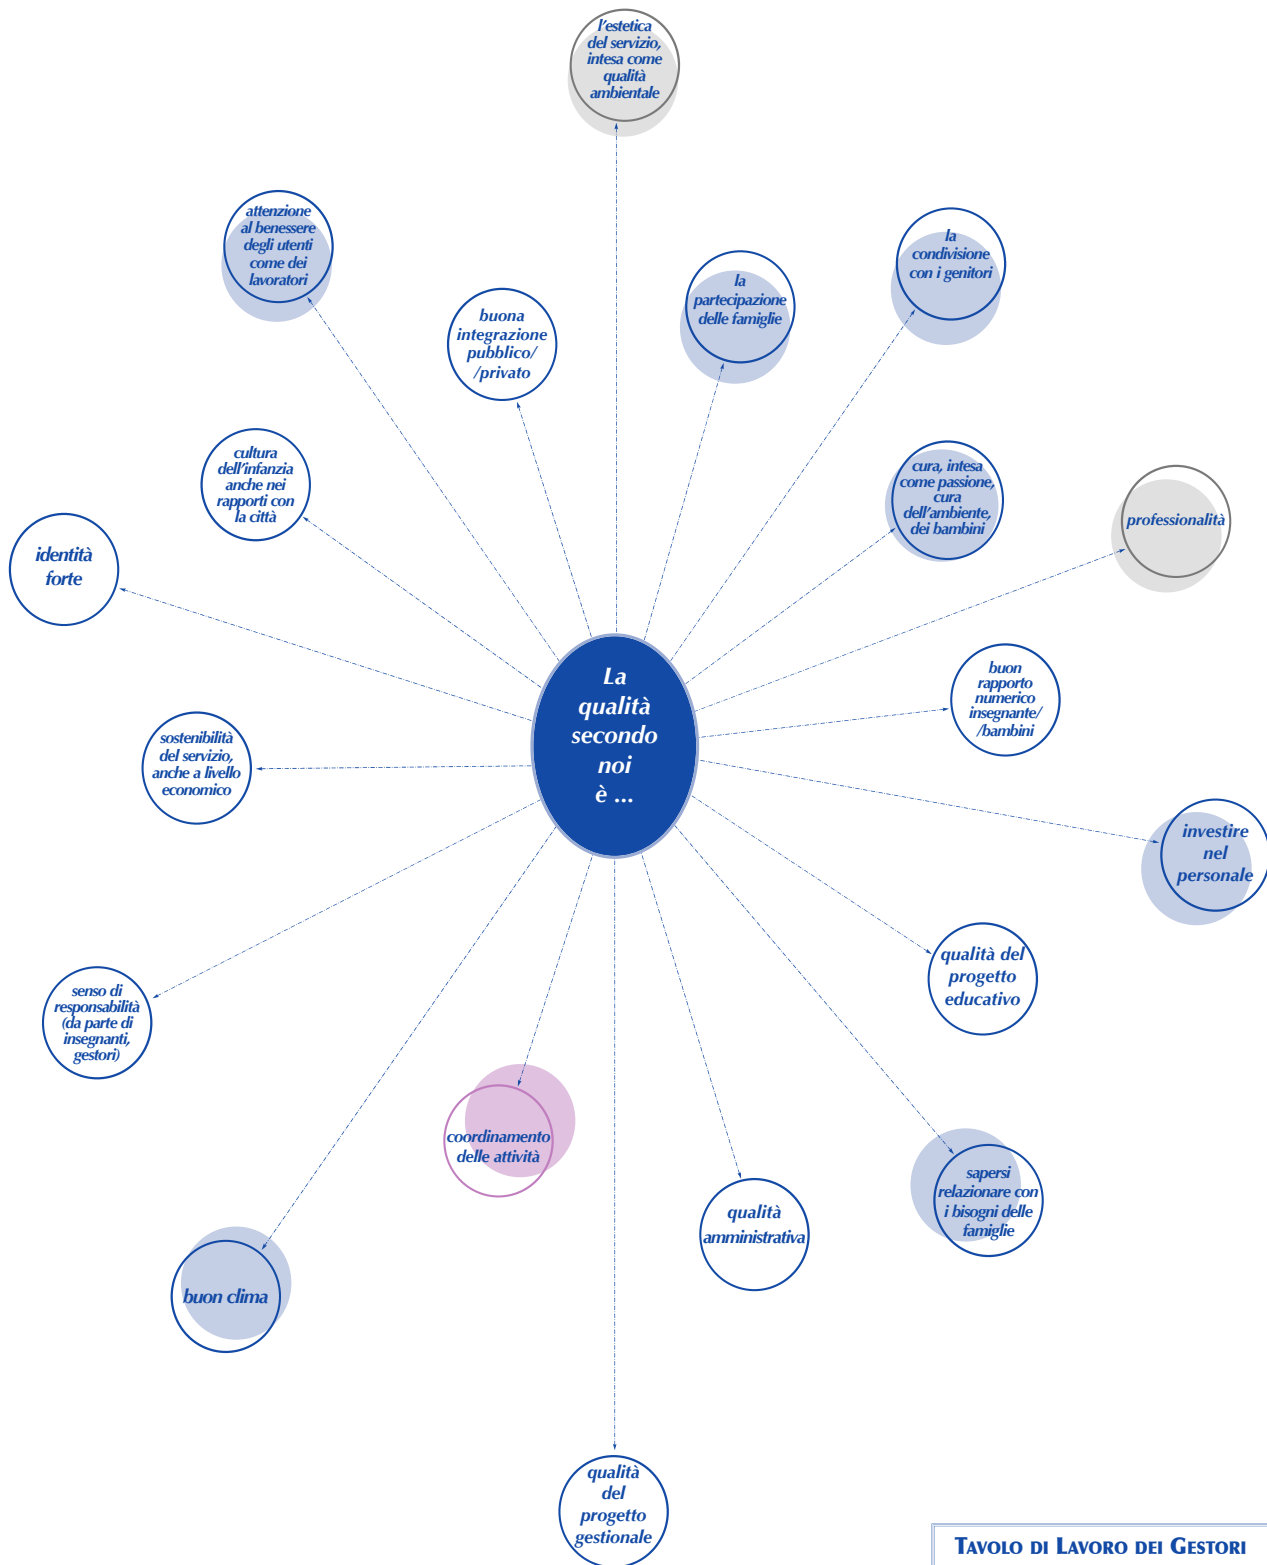 l'estetica
del servizio,
intesa come
qualità
ambientale
attenzione
al benessere
degli utenti
come dei
lavoratori
la
condivisione
con i genitori
la
partecipazione
delle famiglie
buona
integrazione
pubblico/
/privato
cultura
dell'infanzia
anche nei
rapporti con
la città
cura, intesa
come passione,
cura
dell'ambiente,
dei bambini
professionalità
identità
forte
La
qualità
secondo
noi
è ...
buon
rapporto
numerico
insegnante/
/bambini
sostenibilità
del servizio,
anche a livello
economico
investire
nel
personale
qualità del
progetto
educativo
senso di
responsabilità
(da parte di
insegnanti,
gestori)
coordinamento
delle attività
sapersi
relazionare con
i bisogni delle
famiglie
qualità
amministrativa
buon clima
qualità
del
progetto
gestionale
TAVOLO DI LAVORO DEI GESTORI